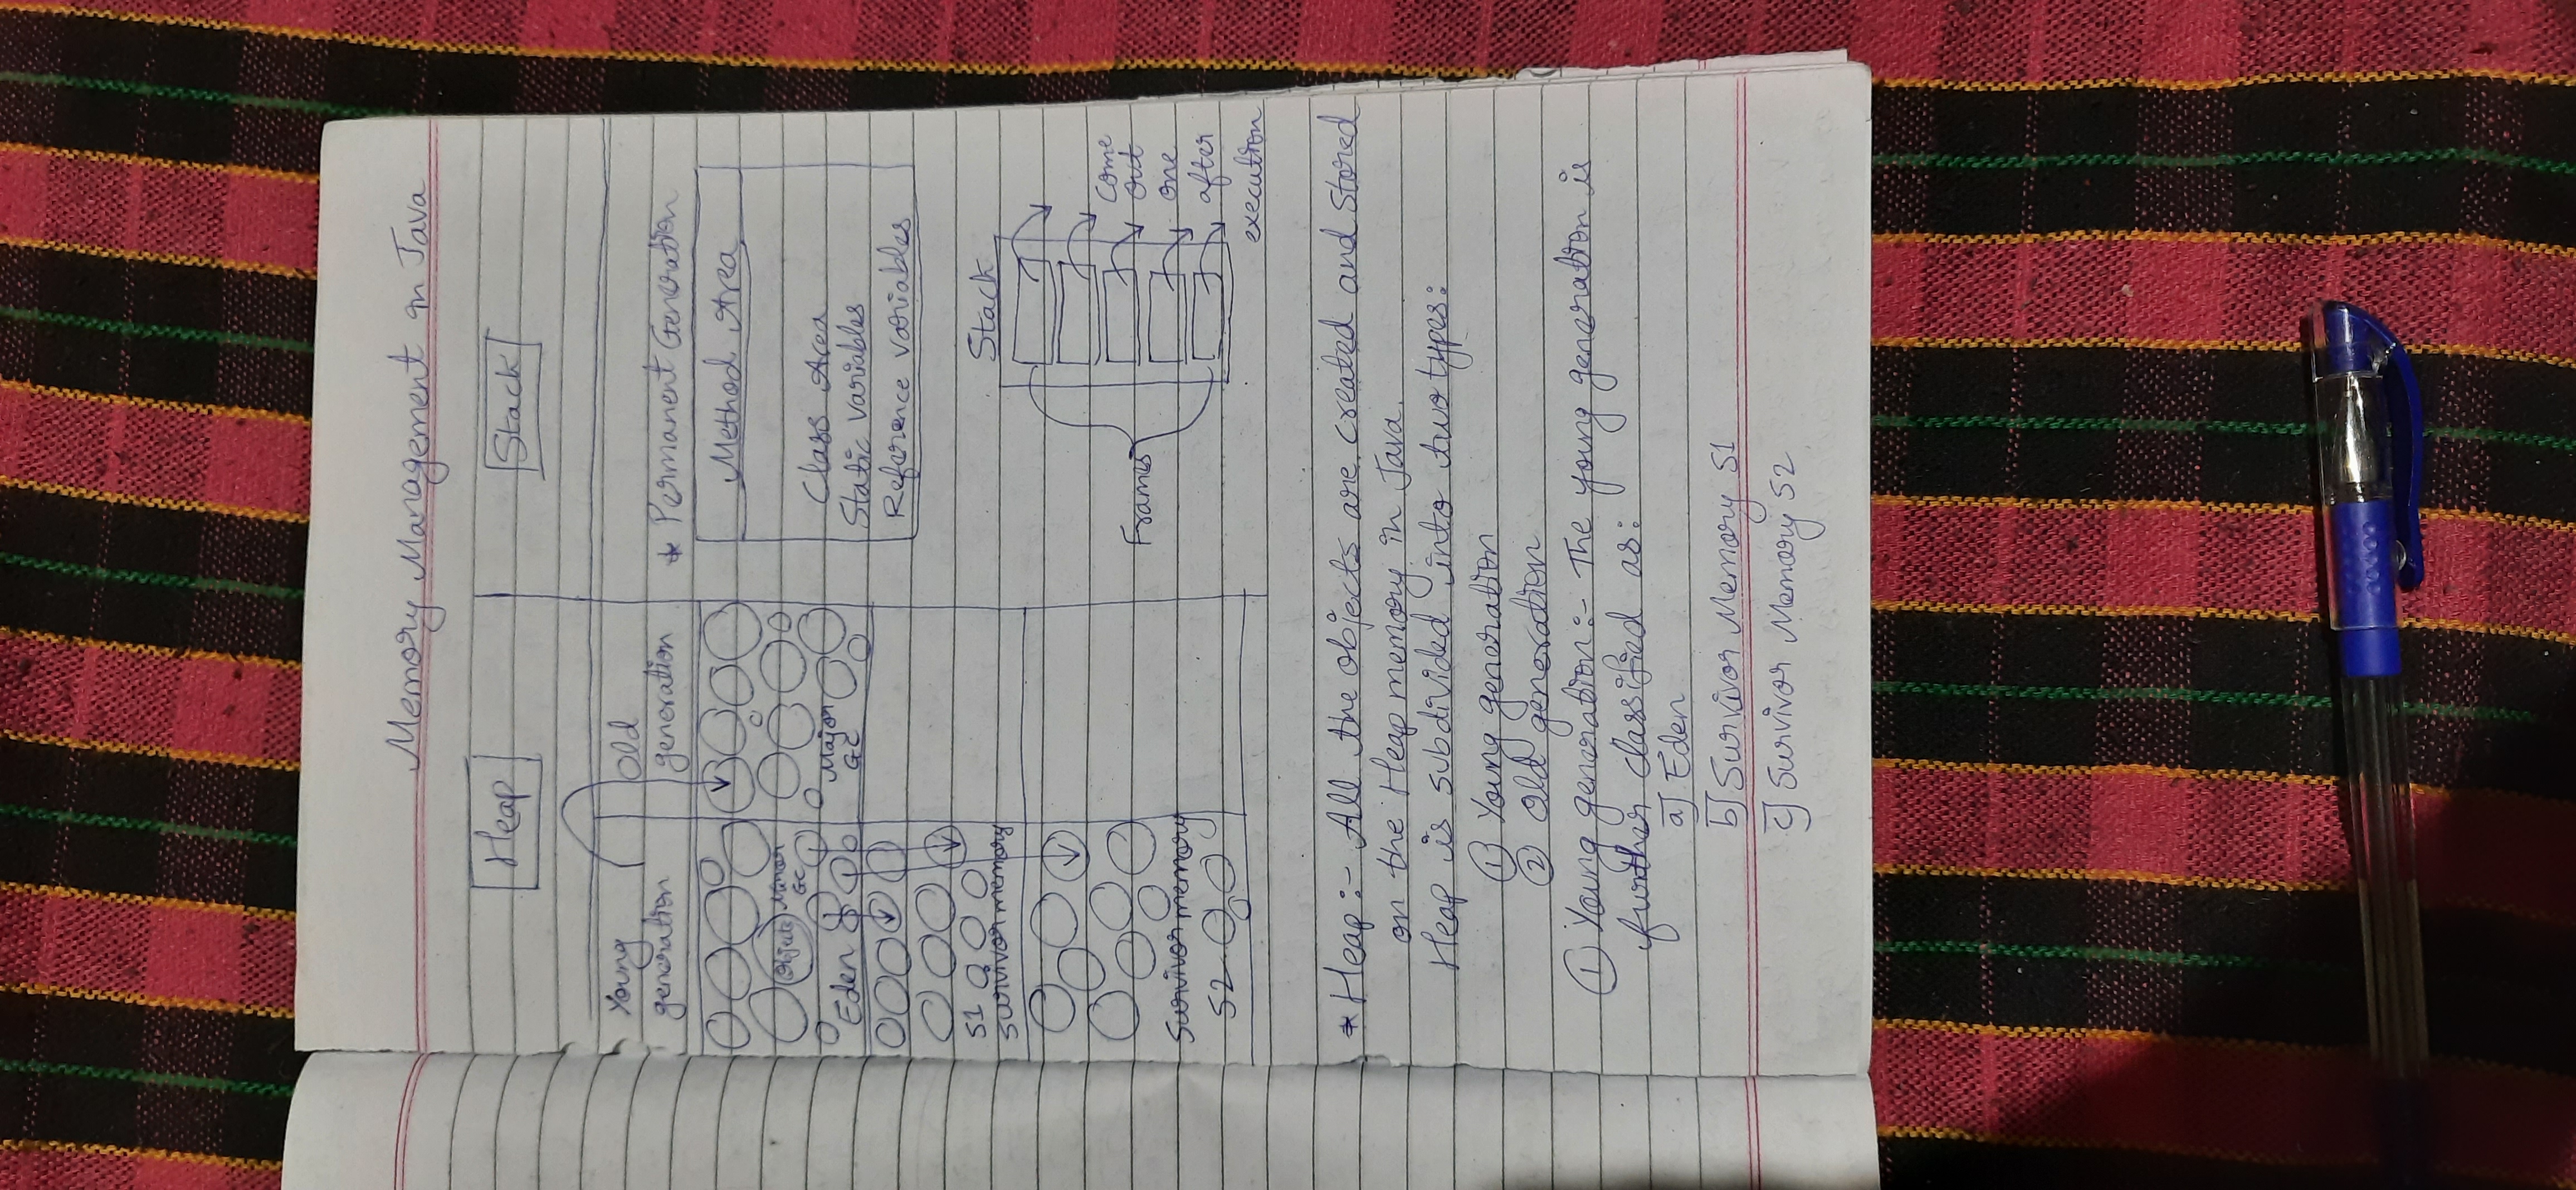 Memory Management in Java
Heap
Stack
Young
generation
Old
generation
Objects
Minor
GC
Eden
Major
GC
S1
Survivor memory
Survivor memory
S2
* Permanent Generation
Method Area
Class Area
Static variables
Reference variables
Stack
Frames
Come
out
one
after
execution
* Heap :- All the objects are created and stored
on the Heap memory in Java.
Heap is subdivided into two types:
① Young generation
② Old generation
① Young generation :- The young generation is
further classified as:
a] Eden
b] Survivor Memory S1
c] Survivor Memory S2